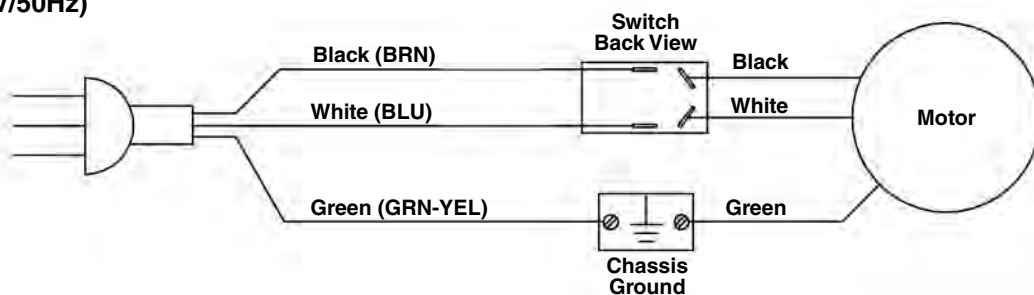 /50Hz)
Switch
Back View
Black (BRN)
Black
White (BLU)
White
Motor
Green (GRN-YEL)
Green
Chassis
Ground